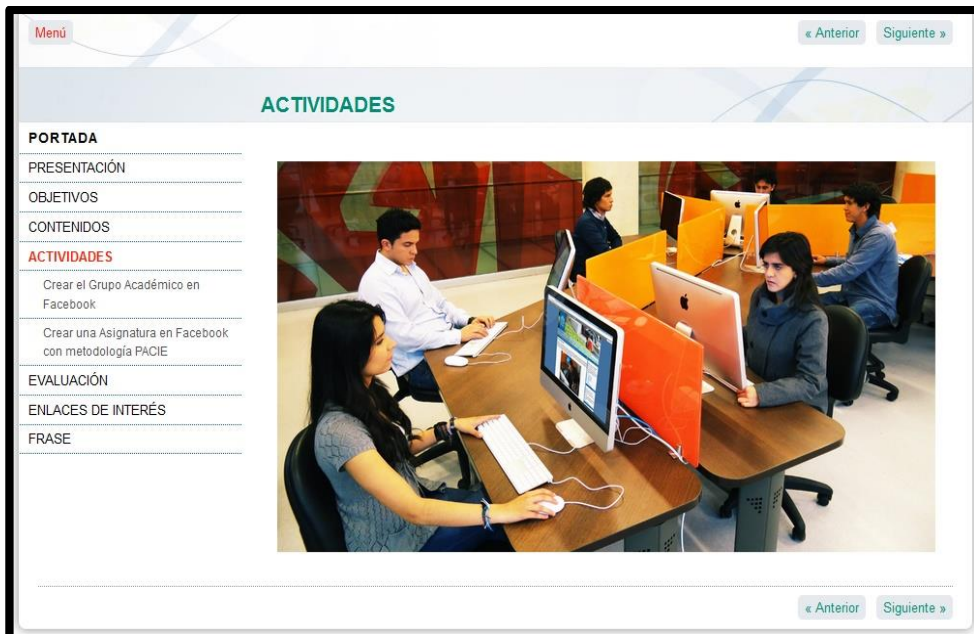 Menú
« Anterior Siguiente »
ACTIVIDADES
PORTADA
PRESENTACIÓN
OBJETIVOS
CONTENIDOS
ACTIVIDADES
Crear el Grupo Académico en
Facebook
Crear una Asignatura en Facebook
con metodología PACIE
EVALUACIÓN
ENLACES DE INTERÉS
FRASE
« Anterior Siguiente »